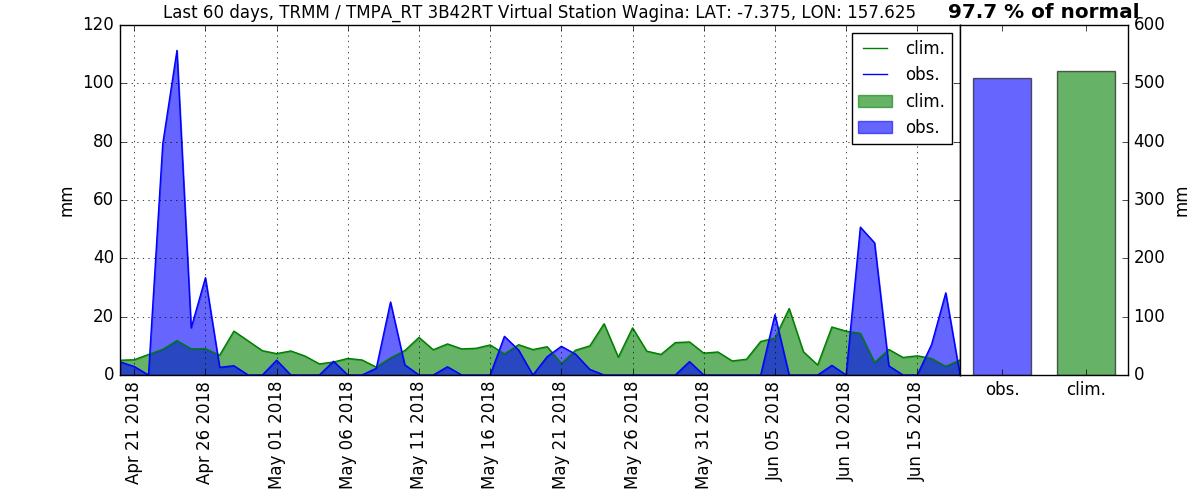 Last 60 days, TRMM / TMPA_RT 3B42RT Virtual Station Wagina: LAT: -7.375, LON: 157.625
97.7 % of normal
120
100
80
60
40
20
0
mm
clim.
obs.
clim.
obs.
600
500
400
300
200
100
0
mm
obs.
clim.
Apr 21 2018
Apr 26 2018
May 01 2018
May 06 2018
May 11 2018
May 16 2018
May 21 2018
May 26 2018
May 31 2018
Jun 05 2018
Jun 10 2018
Jun 15 2018